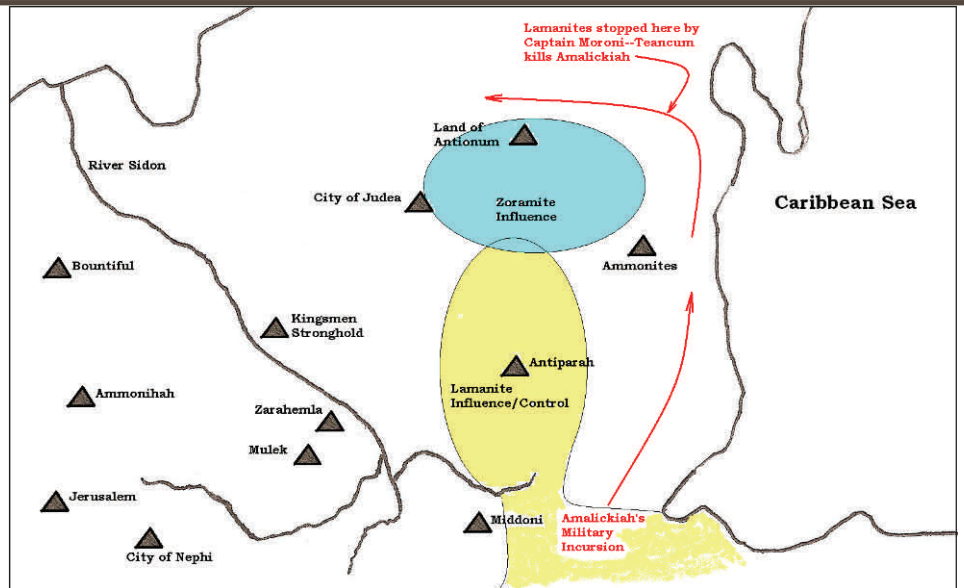 Lamanites stopped here by
Captain Moroni--Teancum
kills Amalickiah
Land of
Antionum
River Sidon
City of Judea
Zoramite
Influence
Caribbean Sea
Bountiful
Ammonites
Kingsmen
Stronghold
Antiparah
Ammonihah
Lamanite
Influence/Control
Zarahemla
Mulek
Jerusalem
Middoni
Amalickiah's
Military
Incursion
City of Nephi